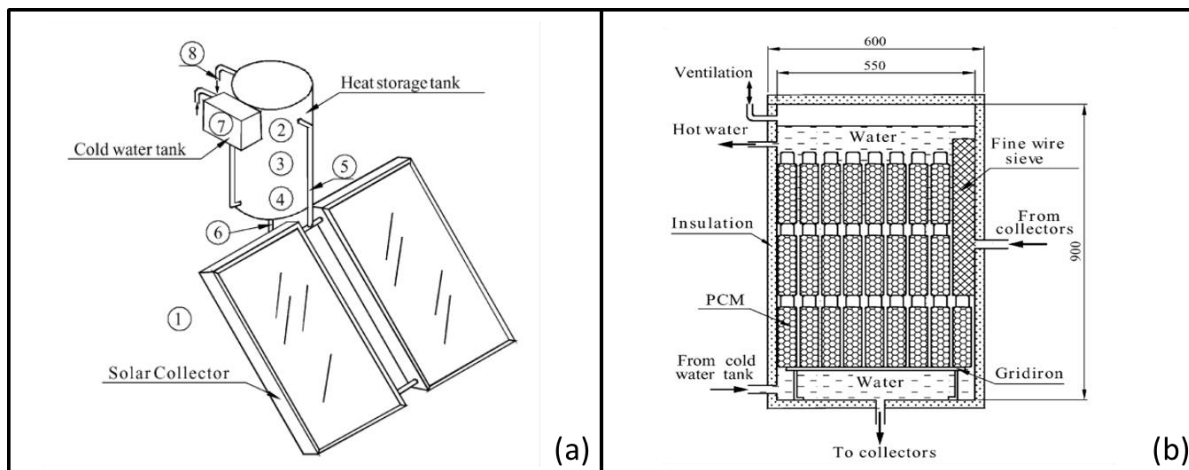 8
Heat storage tank
7
2
Cold water tank
3
5
4
6
1
Solar Collector
(a)
600
550
Ventilation
Hot water
Water
Fine wire
sieve
From
collectors
Insulation
900
PCM
From cold
water tank
Water
Gridiron
To collectors
(b)